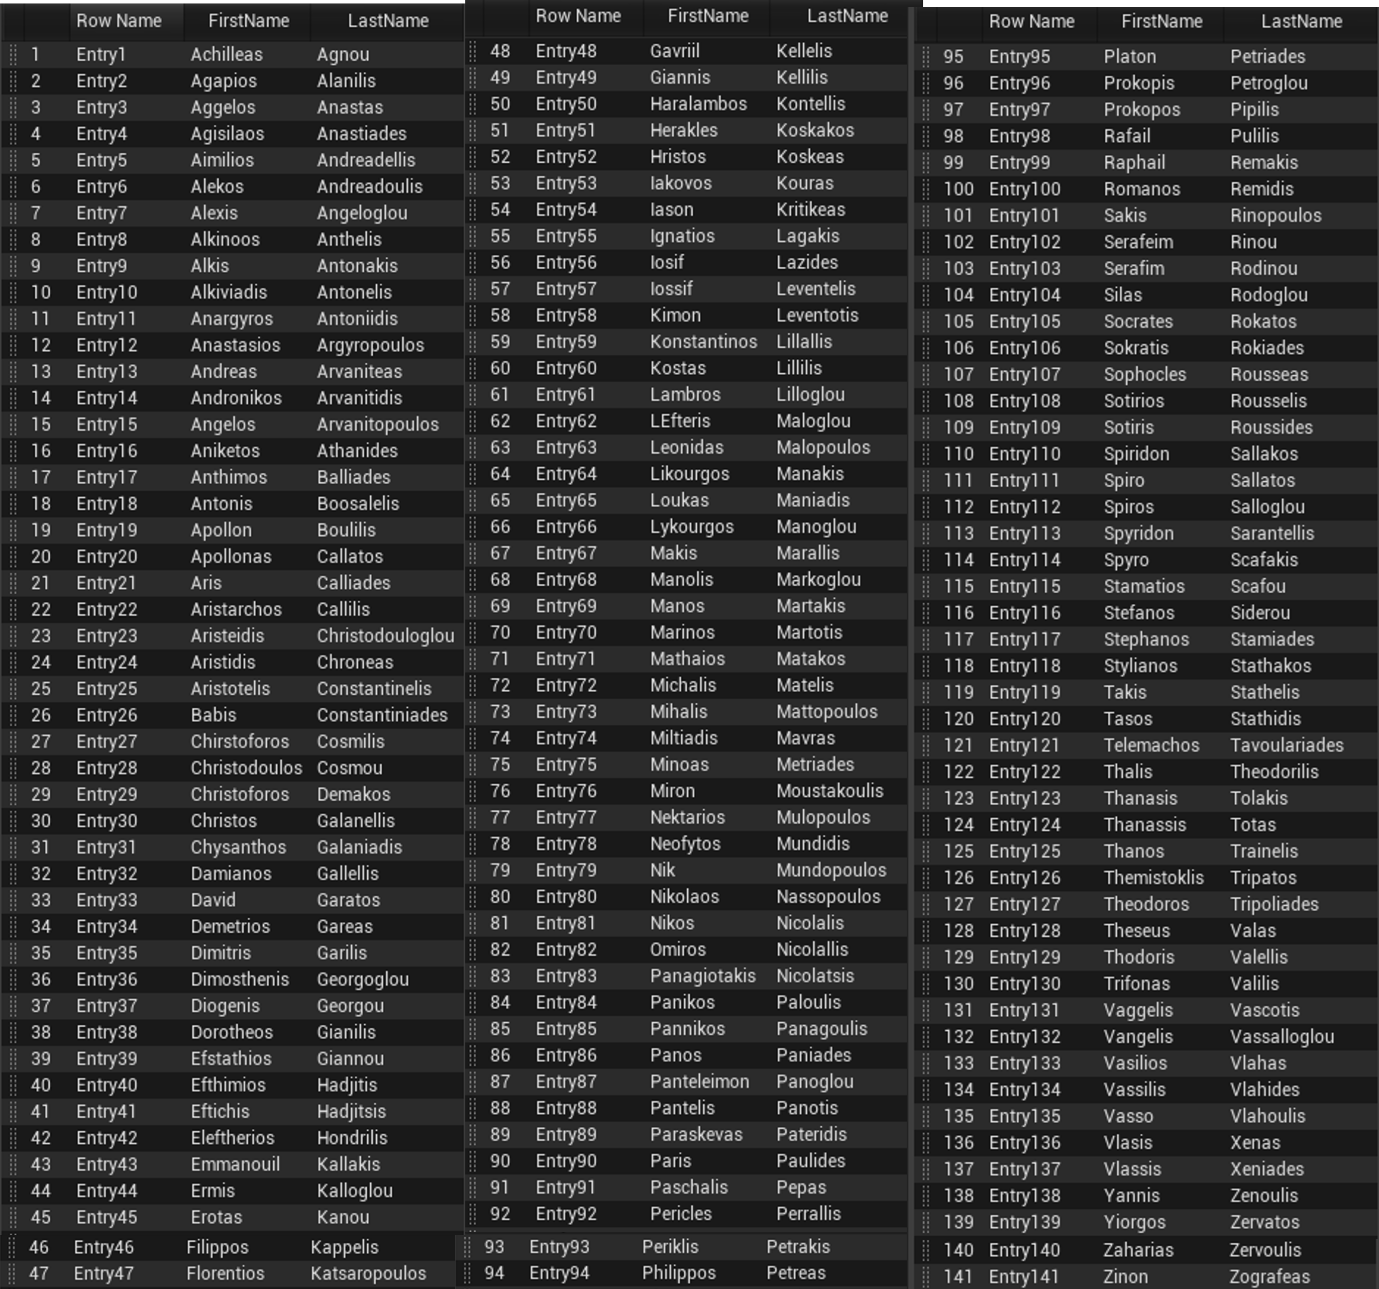 Row Name FirstName LastName
1 Entry1 Achilleas Agnou
2 Entry2 Agapios Alanilis
3 Entry3 Aggelos Anastas
4 Entry4 Agisilaos Anastiades
5 Entry5 Aimilios Andreadellis
6 Entry6 Alekos Andreadoulis
7 Entry7 Alexis Angeloglou
8 Entry8 Alkinoos Anthelis
9 Entry9 Alkis Antonakis
10 Entry10 Alkiviadis Antonelis
11 Entry11 Anargyros Antoniidis
12 Entry12 Anastasios Argyropoulos
13 Entry13 Andreas Arvaniteas
14 Entry14 Andronikos Arvanitidis
15 Entry15 Angelos Arvanitopoulos
16 Entry16 Aniketos Athanides
17 Entry17 Anthimos Balliades
18 Entry18 Antonis Boosalelis
19 Entry19 Apollon Boulilis
20 Entry20 Apollonas Callatos
21 Entry21 Aris Calliades
22 Entry22 Aristarchos Callilis
23 Entry23 Aristeidis Christodouloglou
24 Entry24 Aristidis Chroneas
25 Entry25 Aristotelis Constantinelis
26 Entry26 Babis Constantiniades
27 Entry27 Chirstoforos Cosmilis
28 Entry28 Christodoulos Cosmou
29 Entry29 Christoforos Demakos
30 Entry30 Christos Galanellis
31 Entry31 Chysanthos Galaniadis
32 Entry32 Damianos Gallellis
33 Entry33 David Garatos
34 Entry34 Demetrios Gareas
35 Entry35 Dimitris Garilis
36 Entry36 Dimosthenis Georgoglou
37 Entry37 Diogenis Georgou
38 Entry38 Dorotheos Gianilis
39 Entry39 Efstathios Giannou
40 Entry40 Efthimios Hadjitis
41 Entry41 Eftichis Hadjitsis
42 Entry42 Eleftherios Hondrilis
43 Entry43 Emmanouil Kallakis
44 Entry44 Ermis Kalloglou
45 Entry45 Erotas Kanou
46 Entry46 Filippos Kappelis
47 Entry47 Florentios Katsaropoulos
Row Name FirstName LastName
48 Entry48 Gavriil Kellelis
49 Entry49 Giannis Kellilis
50 Entry50 Haralambos Kontellis
51 Entry51 Herakles Koskakos
52 Entry52 Hristos Koskeas
53 Entry53 Iakovos Kouras
54 Entry54 Iason Kritikeas
55 Entry55 Ignatios Lagakis
56 Entry56 Iosif Lazides
57 Entry57 Iossif Leventelis
58 Entry58 Kimon Leventotis
59 Entry59 Konstantinos Lillallis
60 Entry60 Kostas Lillilis
61 Entry61 Lambros Lilloglou
62 Entry62 LEfteris Maloglou
63 Entry63 Leonidas Malopoulos
64 Entry64 Likourgos Manakis
65 Entry65 Loukas Maniadis
66 Entry66 Lykourgos Manoglou
67 Entry67 Makis Marallis
68 Entry68 Manolis Markoglou
69 Entry69 Manos Martakis
70 Entry70 Marinos Martotis
71 Entry71 Mathaios Matakos
72 Entry72 Michalis Matelis
73 Entry73 Mihalis Mattopoulos
74 Entry74 Miltiadis Mavras
75 Entry75 Minoas Metriades
76 Entry76 Miron Moustakoulis
77 Entry77 Nektarios Mulopoulos
78 Entry78 Neofytos Mundidis
79 Entry79 Nik Mundopoulos
80 Entry80 Nikolaos Nassopoulos
81 Entry81 Nikos Nicolalis
82 Entry82 Omiros Nicolallis
83 Entry83 Panagiotakis Nicolatsis
84 Entry84 Panikos Paloulis
85 Entry85 Pannikos Panagoulis
86 Entry86 Panos Paniades
87 Entry87 Panteleimon Panoglou
88 Entry88 Pantelis Panotis
89 Entry89 Paraskevas Pateridis
90 Entry90 Paris Paulides
91 Entry91 Paschalis Pepas
92 Entry92 Pericles Perrallis
93 Entry93 Periklis Petrakis
94 Entry94 Philippos Petreas
Row Name FirstName LastName
95 Entry95 Platon Petriades
96 Entry96 Prokopis Petroglou
97 Entry97 Prokopos Pipilis
98 Entry98 Rafail Pulilis
99 Entry99 Raphail Remakis
100 Entry100 Romanos Remidis
101 Entry101 Sakis Rinopoulos
102 Entry102 Serafeim Rinou
103 Entry103 Serafim Rodinou
104 Entry104 Silas Rodoglou
105 Entry105 Socrates Rokatos
106 Entry106 Sokratis Rokiades
107 Entry107 Sophocles Rousseas
108 Entry108 Sotirios Rousselis
109 Entry109 Sotiris Roussides
110 Entry110 Spiridon Sallakos
111 Entry111 Spiro Sallatos
112 Entry112 Spiros Salloglou
113 Entry113 Spyridon Sarantellis
114 Entry114 Spyro Scafakis
115 Entry115 Stamatios Scafou
116 Entry116 Stefanos Siderou
117 Entry117 Stephanos Stamiades
118 Entry118 Stylianos Stathakos
119 Entry119 Takis Stathelis
120 Entry120 Tasos Stathidis
121 Entry121 Telemachos Tavoulariades
122 Entry122 Thalis Theodorilis
123 Entry123 Thanasis Tolakis
124 Entry124 Thanassis Totas
125 Entry125 Thanos Trainelis
126 Entry126 Themistoklis Tripatos
127 Entry127 Theodoros Tripoliades
128 Entry128 Theseus Valas
129 Entry129 Thodoris Valellis
130 Entry130 Trifonas Valilis
131 Entry131 Vaggelis Vascotis
132 Entry132 Vangelis Vassalloglou
133 Entry133 Vasilios Vlahas
134 Entry134 Vassilis Vlahides
135 Entry135 Vasso Vlahoulis
136 Entry136 Vlasis Xenas
137 Entry137 Vlassis Xeniades
138 Entry138 Yannis Zenoulis
139 Entry139 Yiorgos Zervatos
140 Entry140 Zaharias Zervoulis
141 Entry141 Zinon Zografeas